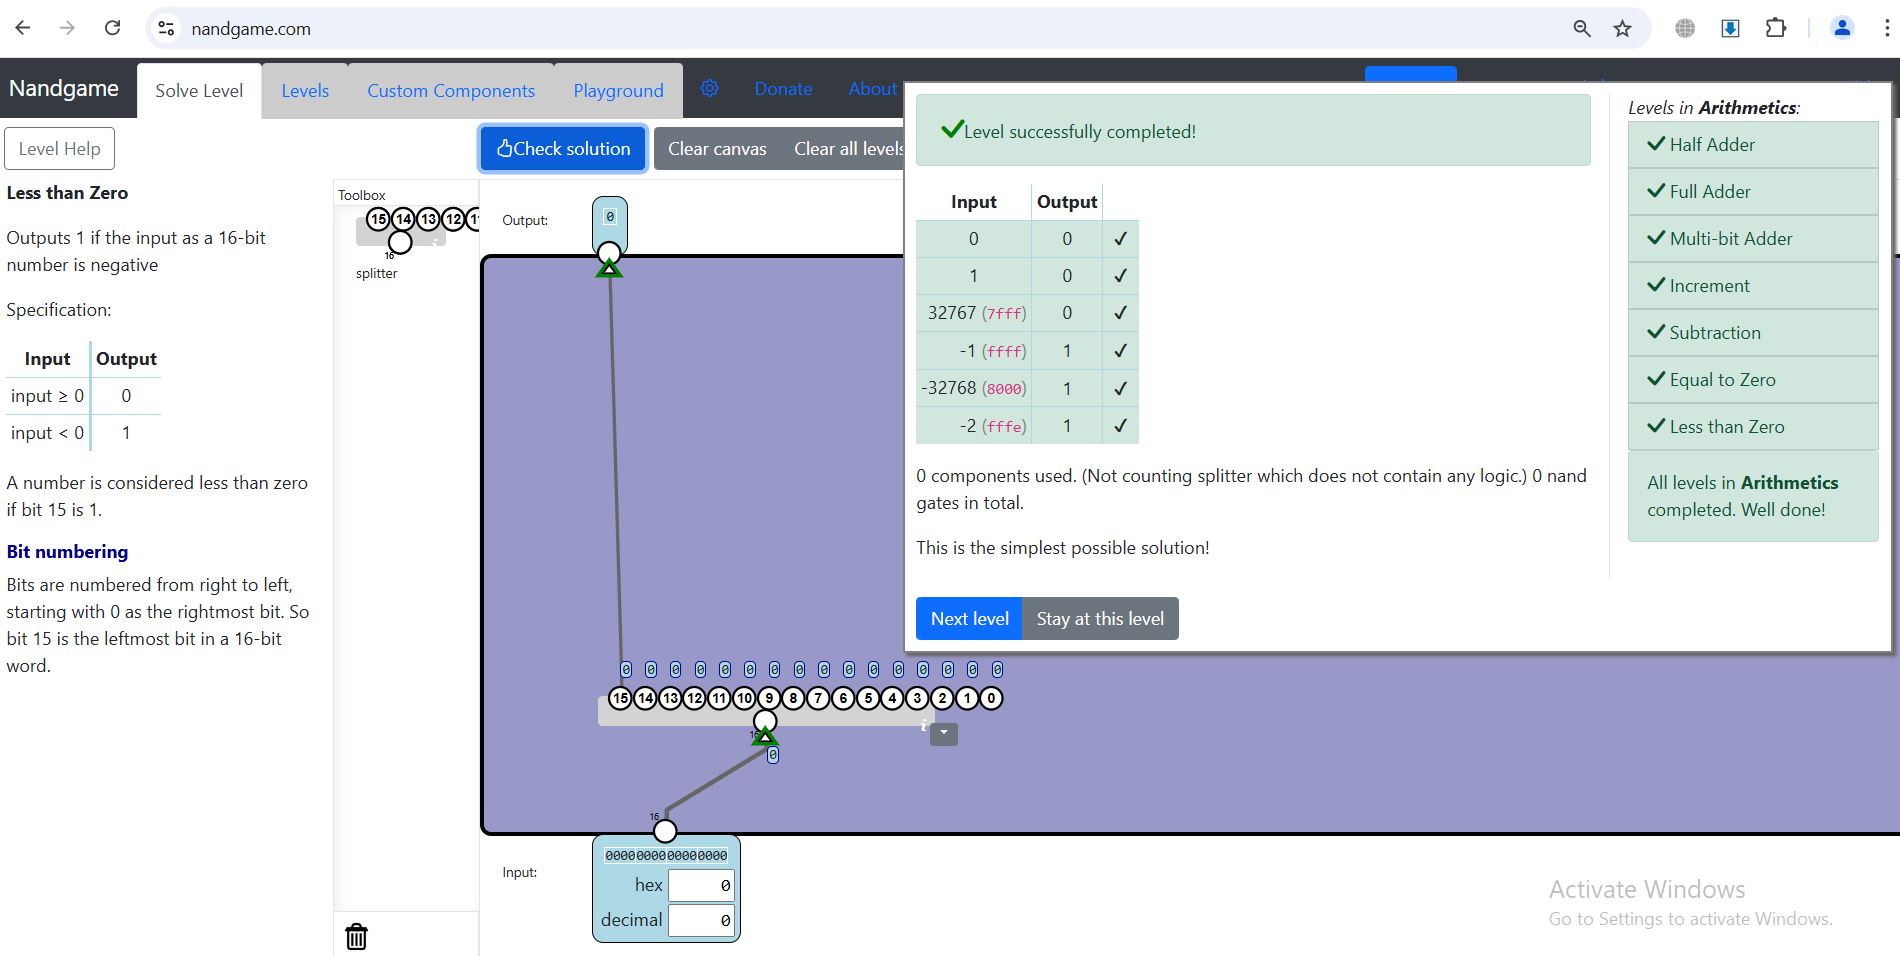 nandgame.com
Nandgame
Solve Level
Levels
Custom Components
Playground
Donate
About
Level Help
Check solution
Clear canvas
Clear all levels
Less than Zero
Outputs 1 if the input as a 16-bit
number is negative
Specification:
Input Output
input ≥ 0 0
input < 0 1
A number is considered less than zero
if bit 15 is 1.
Bit numbering
Bits are numbered from right to left,
starting with 0 as the rightmost bit. So
bit 15 is the leftmost bit in a 16-bit
word.
Toolbox
15 14 13 12 1
16
splitter
Output:
0
0 0 0 0 0 0 0 0 0 0 0 0 0 0 0 0
15 14 13 12 11 10 9 8 7 6 5 4 3 2 1 0
i
16
0
16
Input:
0000000000000000
hex 0
decimal 0
✓Level successfully completed!
Input Output
0 0 ✓
1 0 ✓
32767 (7fff) 0 ✓
-1 (ffff) 1 ✓
-32768 (8000) 1 ✓
-2 (fffe) 1 ✓
0 components used. (Not counting splitter which does not contain any logic.) 0 nand
gates in total.
This is the simplest possible solution!
Next level
Stay at this level
Levels in Arithmetics:
✓ Half Adder
✓ Full Adder
✓ Multi-bit Adder
✓ Increment
✓ Subtraction
✓ Equal to Zero
✓ Less than Zero
All levels in Arithmetics
completed. Well done!
Activate Windows
Go to Settings to activate Windows.